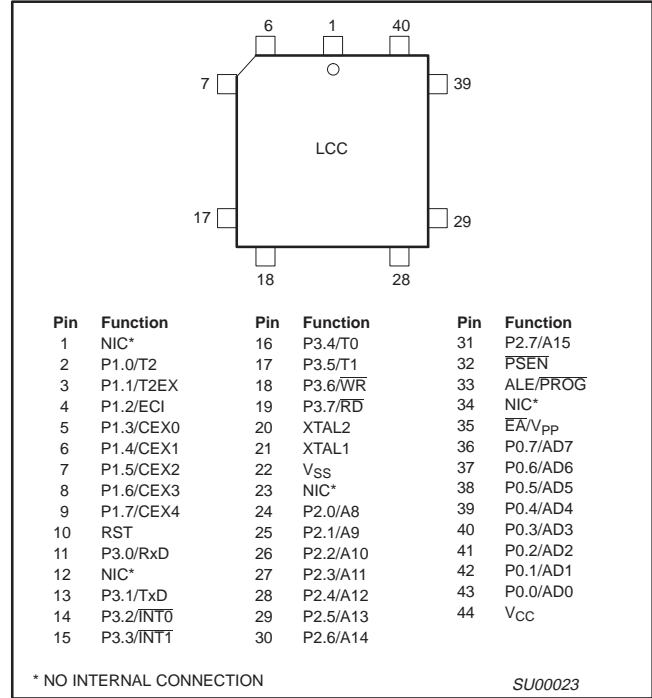 6 1 40
7 39
LCC
17 29
18 28
Pin Function Pin Function Pin Function
1 NIC* 16 P3.4/T0 31 P2.7/A15
2 P1.0/T2 17 P3.5/T1 32 P̅S̅E̅N̅
3 P1.1/T2EX 18 P3.6/W̅R̅ 33 ALE/P̅R̅O̅G̅
4 P1.2/ECI 19 P3.7/R̅D̅ 34 NIC*
5 P1.3/CEX0 20 XTAL2 35 E̅A̅/VPP
6 P1.4/CEX1 21 XTAL1 36 P0.7/AD7
7 P1.5/CEX2 22 VSS 37 P0.6/AD6
8 P1.6/CEX3 23 NIC* 38 P0.5/AD5
9 P1.7/CEX4 24 P2.0/A8 39 P0.4/AD4
10 RST 25 P2.1/A9 40 P0.3/AD3
11 P3.0/RxD 26 P2.2/A10 41 P0.2/AD2
12 NIC* 27 P2.3/A11 42 P0.1/AD1
13 P3.1/TxD 28 P2.4/A12 43 P0.0/AD0
14 P3.2/I̅N̅T̅0̅ 29 P2.5/A13 44 VCC
15 P3.3/I̅N̅T̅1̅ 30 P2.6/A14
* NO INTERNAL CONNECTION SU00023